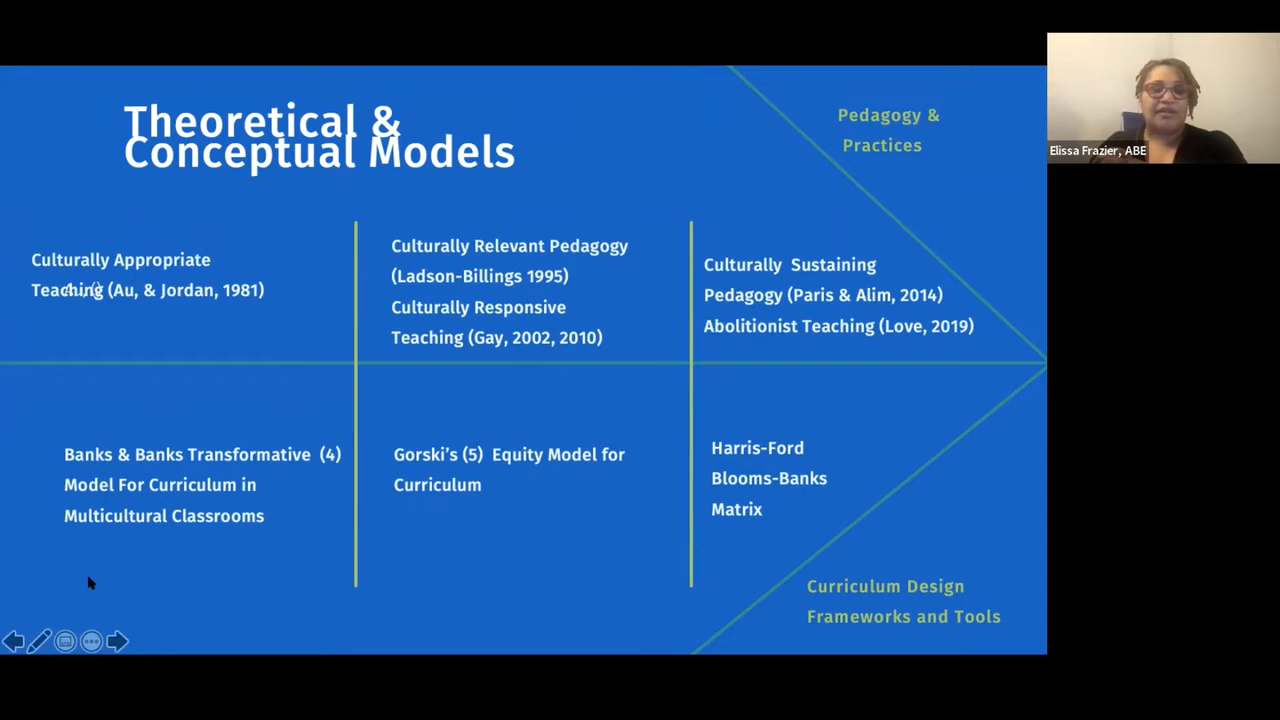 Theoretical &
Conceptual Models
Pedagogy &
Practices
Elissa Frazier, ABE
Culturally Appropriate
Teaching (Au, & Jordan, 1981)
Culturally Relevant Pedagogy
(Ladson-Billings 1995)
Culturally Responsive
Teaching (Gay, 2002, 2010)
Culturally Sustaining
Pedagogy (Paris & Alim, 2014)
Abolitionist Teaching (Love, 2019)
Banks & Banks Transformative (4)
Model For Curriculum in
Multicultural Classrooms
Gorski's (5) Equity Model for
Curriculum
Harris-Ford
Blooms-Banks
Matrix
Curriculum Design
Frameworks and Tools